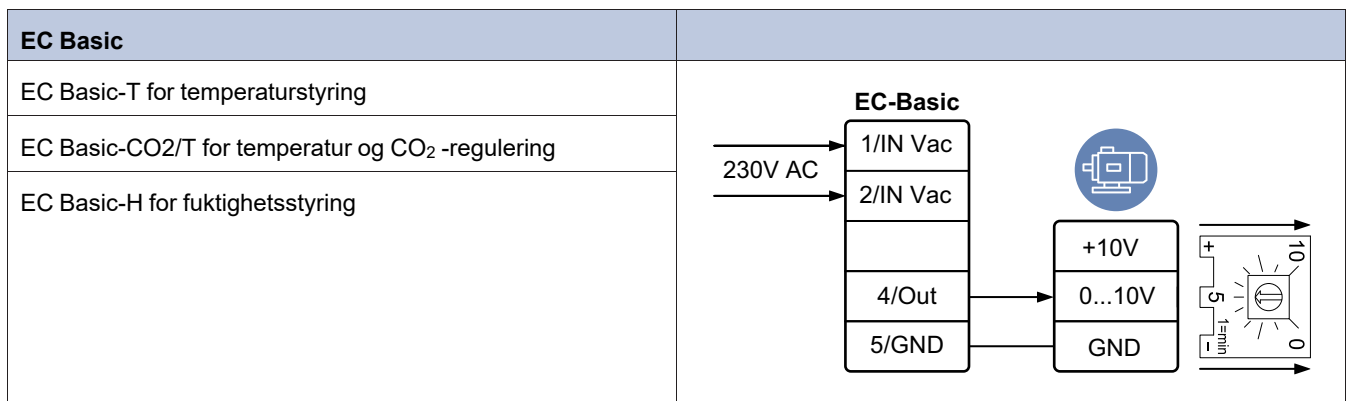 EC Basic
EC Basic-T for temperaturstyring
EC Basic-CO2/T for temperatur og CO₂ -regulering
EC Basic-H for fuktighetsstyring
EC-Basic
230V AC
1/IN Vac
2/IN Vac
4/Out
5/GND
+10V
0...10V
GND
+
10
5
1=min
-
0